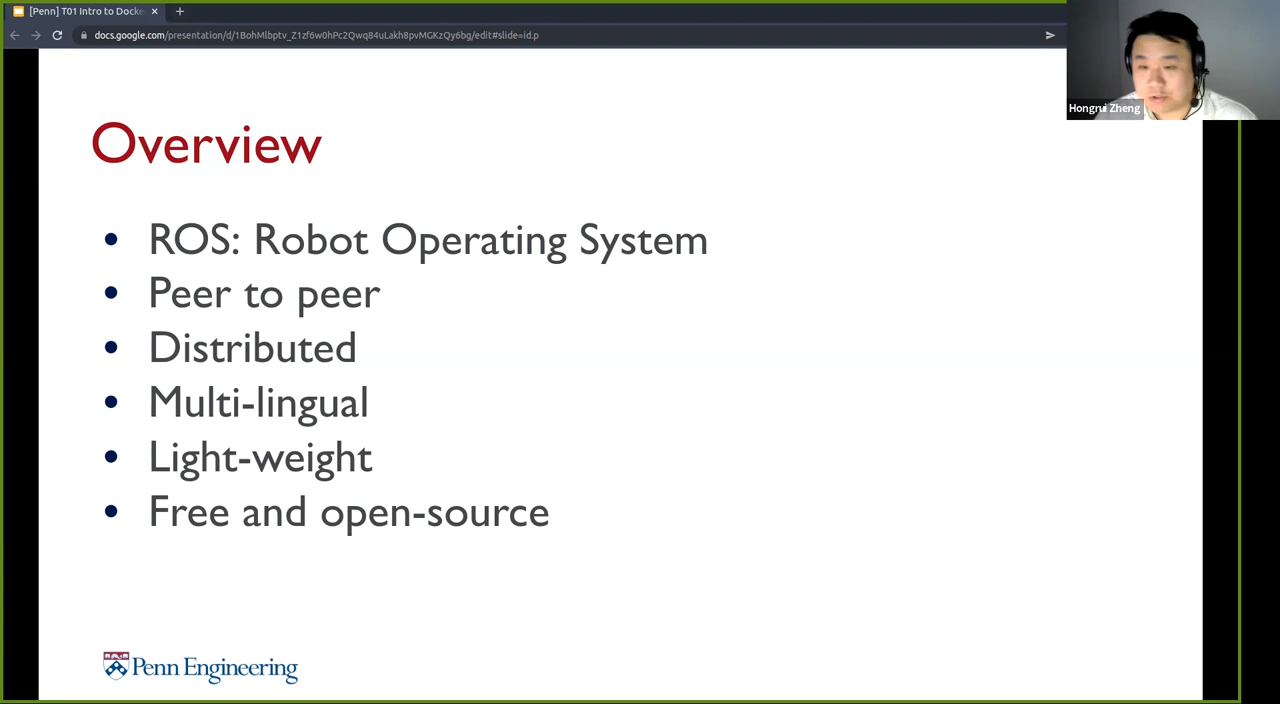 [Penn] T01 Intro to Docke
docs.google.com/presentation/d/1BohMlbptv_Z1zf6w0hPc2Qwq84uLakh8pvMGKzQy6bg/edit#slide=id.p
Hongrui Zheng
Overview
• ROS: Robot Operating System
• Peer to peer
• Distributed
• Multi-lingual
• Light-weight
• Free and open-source
Penn Engineering